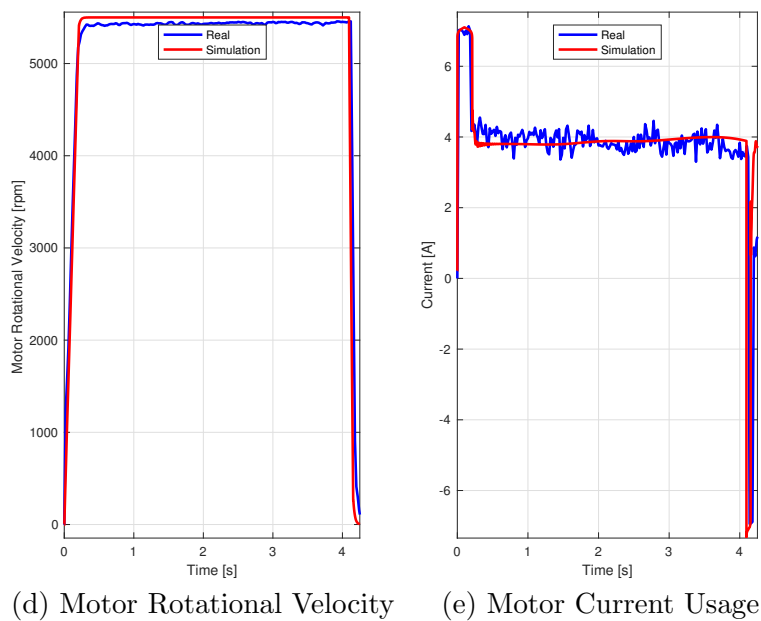 Motor Rotational Velocity [rpm]
5000
4000
3000
2000
1000
0
Real
Simulation
0 1 2 3 4
Time [s]
(d) Motor Rotational Velocity
Current [A]
6
4
2
0
-2
-4
-6
Real
Simulation
0 1 2 3 4
Time [s]
(e) Motor Current Usage